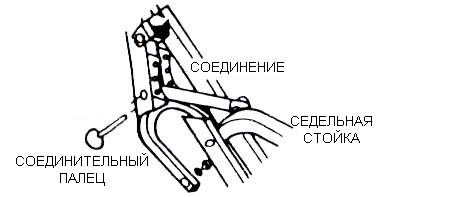 СОЕДИНЕНИЕ
СЕДЕЛЬНАЯ
СТОЙКА
СОЕДИНИТЕЛЬНЫЙ
ПАЛЕЦ